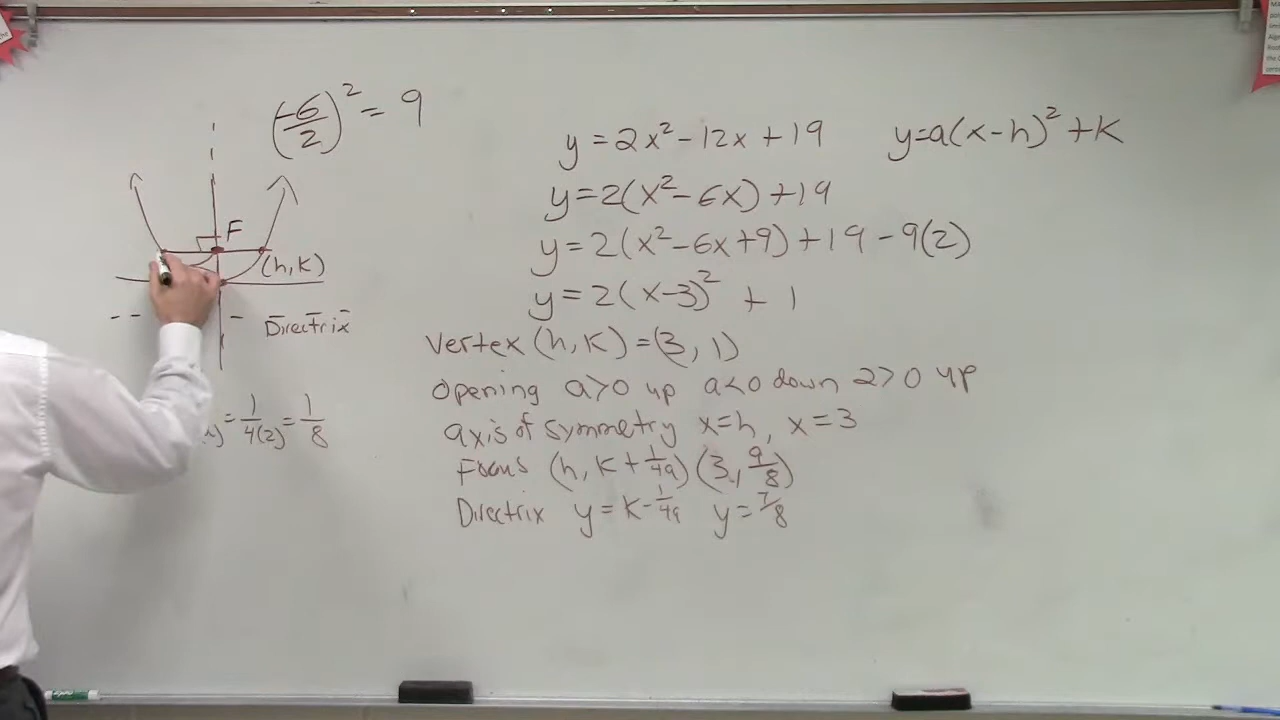 (-6/2)² = 9
F
(h, K)
Directrix
= 1/4(2) = 1/8
y = 2x² - 12x + 19
y = a(x-h)² + K
y = 2(x² - 6x) + 19
y = 2(x² - 6x + 9) + 19 - 9(2)
y = 2(x-3)² + 1
Vertex (h, K) = (3, 1)
Opening a>0 up a<0 down 2>0 up
axis of symmetry x=h, x=3
Focus (h, K + 1/4a) (3, 9/8)
Directrix y = K - 1/4a y = 7/8